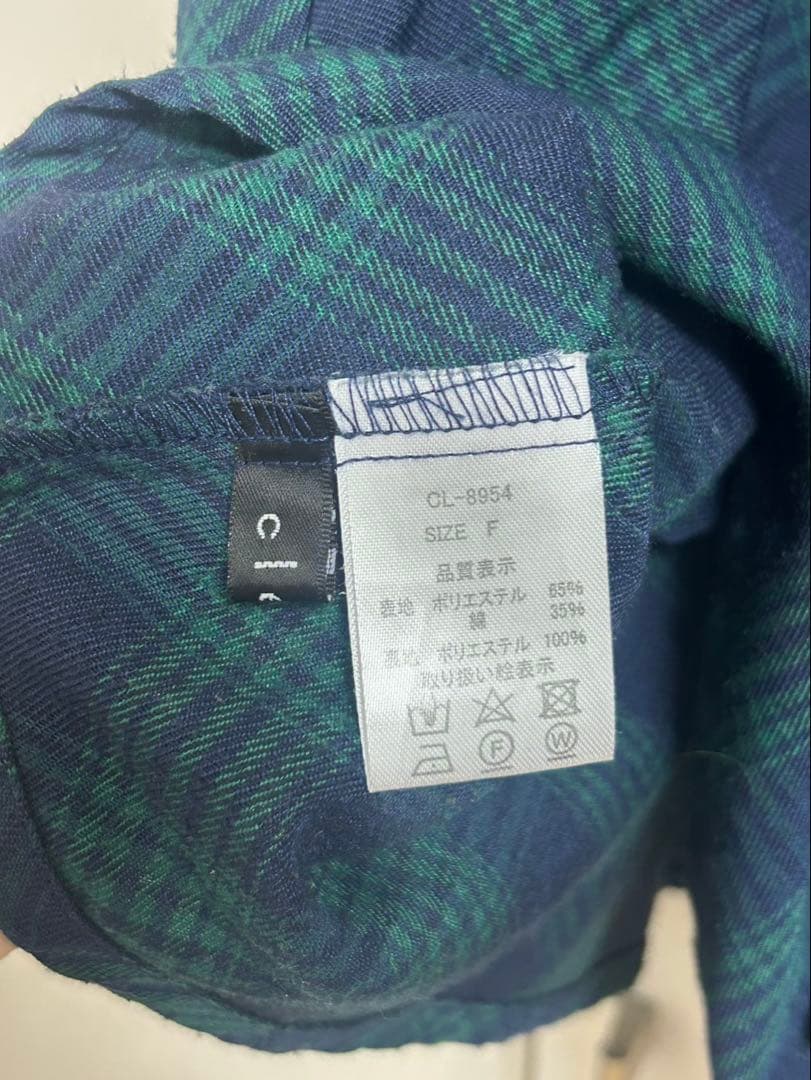 CL-8954
SIZE F
品質表示
表地 ポリエステル 65%
綿 35%
裏地 ポリエステル 100%
取り扱い絵表示
F
W